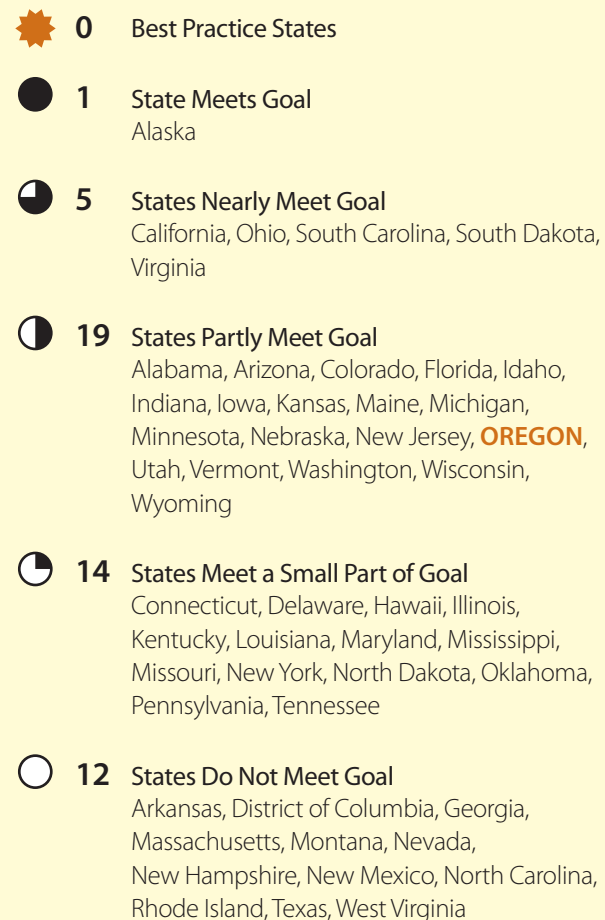 0 Best Practice States
1 State Meets Goal
Alaska
5 States Nearly Meet Goal
California, Ohio, South Carolina, South Dakota,
Virginia
19 States Partly Meet Goal
Alabama, Arizona, Colorado, Florida, Idaho,
Indiana, Iowa, Kansas, Maine, Michigan,
Minnesota, Nebraska, New Jersey, OREGON,
Utah, Vermont, Washington, Wisconsin,
Wyoming
14 States Meet a Small Part of Goal
Connecticut, Delaware, Hawaii, Illinois,
Kentucky, Louisiana, Maryland, Mississippi,
Missouri, New York, North Dakota, Oklahoma,
Pennsylvania, Tennessee
12 States Do Not Meet Goal
Arkansas, District of Columbia, Georgia,
Massachusetts, Montana, Nevada,
New Hampshire, New Mexico, North Carolina,
Rhode Island, Texas, West Virginia